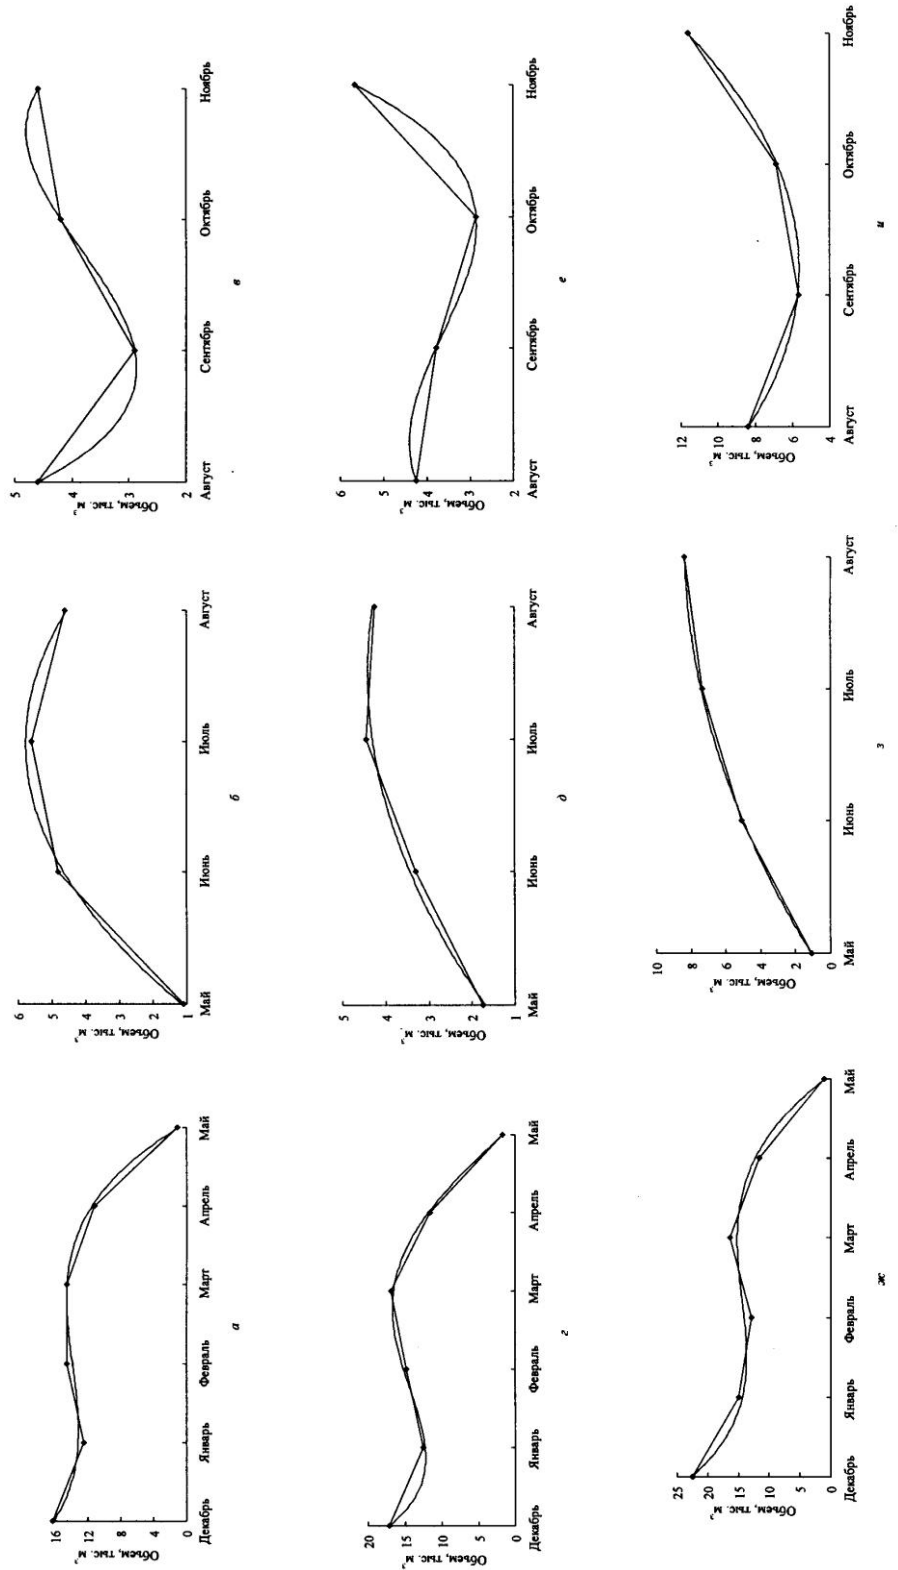 Объем, тыс. м³
16
12
8
4
0
Декабрь Январь Февраль Март Апрель Май
а
Объем, тыс. м³
6
5
4
3
2
1
Май Июнь Июль Август
б
Объем, тыс. м³
5
4
3
2
Август Сентябрь Октябрь Ноябрь
в
Объем, тыс. м³
20
15
10
5
0
Декабрь Январь Февраль Март Апрель Май
г
Объем, тыс. м³
5
4
3
2
1
Май Июнь Июль Август
д
Объем, тыс. м³
6
5
4
3
2
Август Сентябрь Октябрь Ноябрь
е
Объем, тыс. м³
25
20
15
10
5
0
Декабрь Январь Февраль Март Апрель Май
ж
Объем, тыс. м³
10
8
6
4
2
0
Май Июнь Июль Август
з
Объем, тыс. м³
12
10
8
6
4
Август Сентябрь Октябрь Ноябрь
и